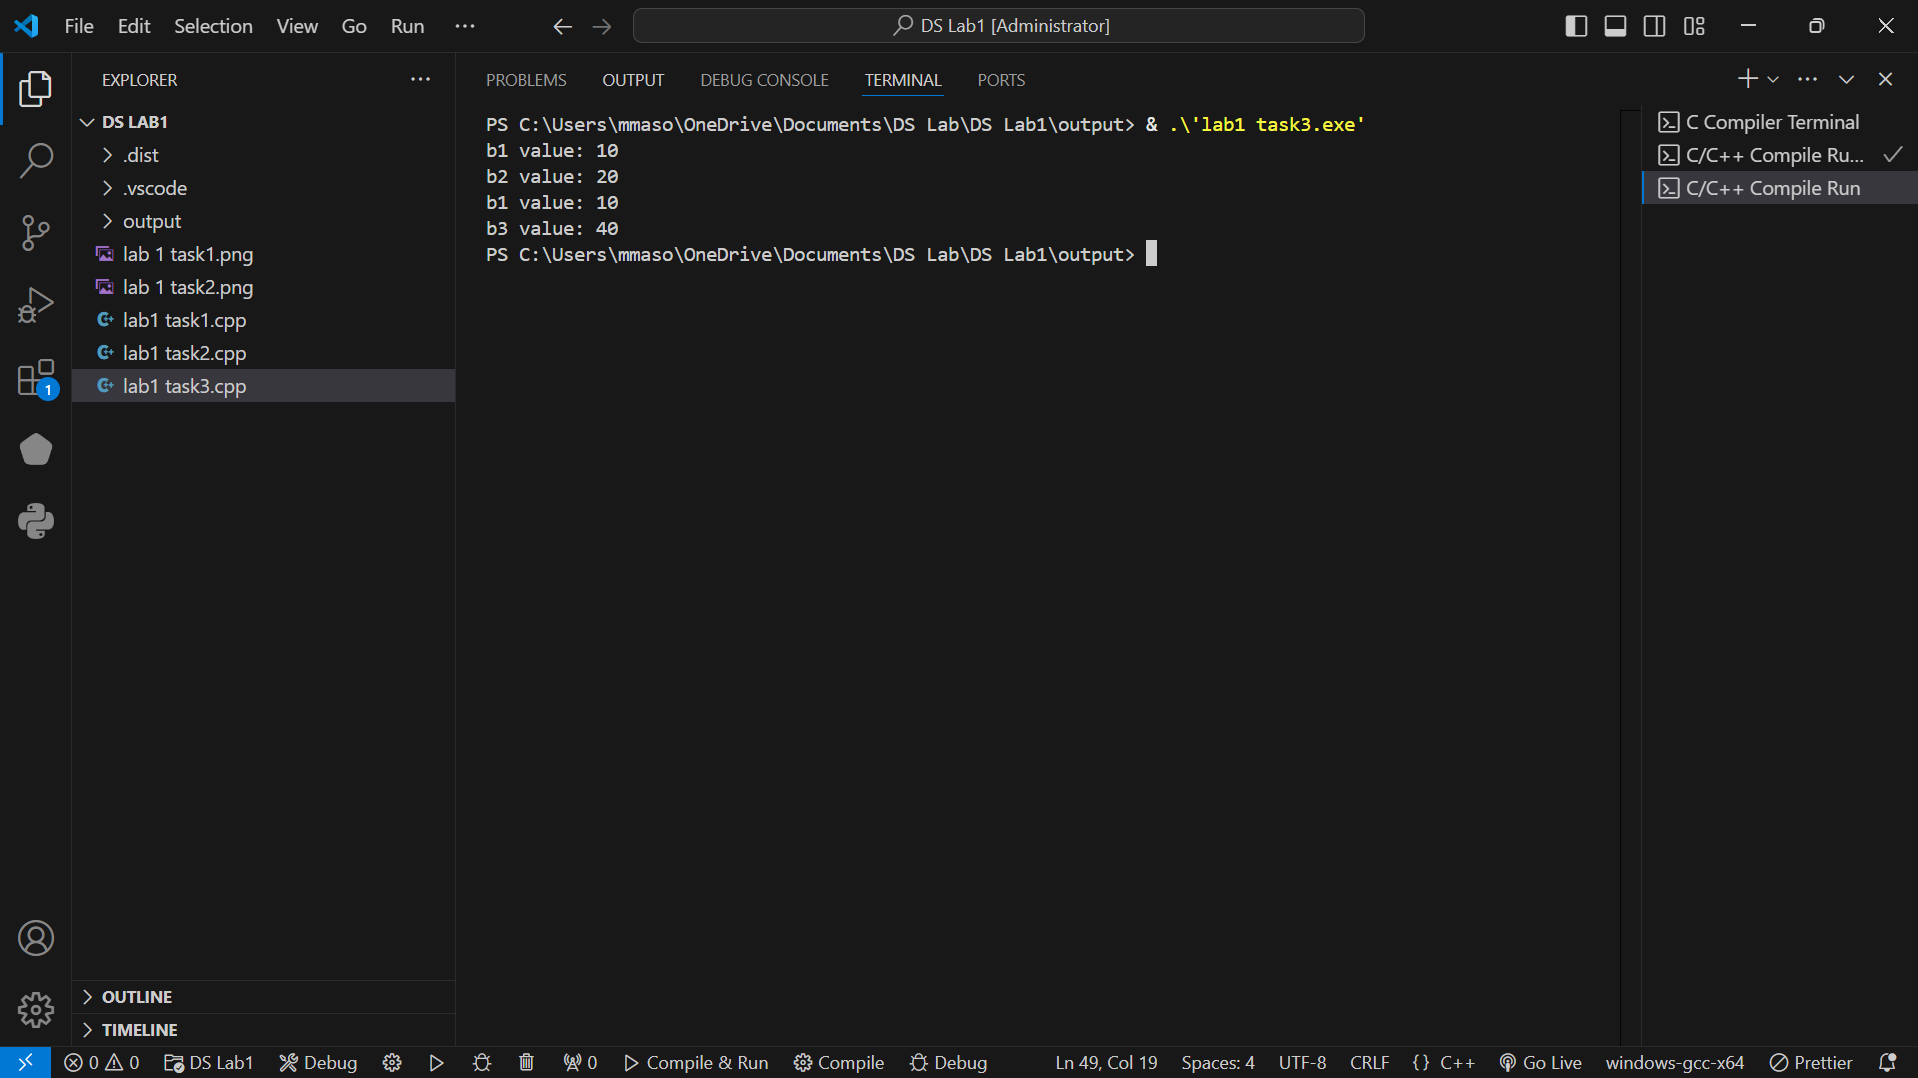 File Edit Selection View Go Run ···
DS Lab1 [Administrator]
EXPLORER
DS LAB1
.dist
.vscode
output
lab 1 task1.png
lab 1 task2.png
lab1 task1.cpp
lab1 task2.cpp
lab1 task3.cpp
1
OUTLINE
TIMELINE
PROBLEMS OUTPUT DEBUG CONSOLE TERMINAL PORTS
PS C:\Users\mmaso\OneDrive\Documents\DS Lab\DS Lab1\output> & .\'lab1 task3.exe'
b1 value: 10
b2 value: 20
b1 value: 10
b3 value: 40
PS C:\Users\mmaso\OneDrive\Documents\DS Lab\DS Lab1\output>
C Compiler Terminal
C/C++ Compile Ru...
C/C++ Compile Run
0 0 DS Lab1 Debug 0 Compile & Run Compile Debug Ln 49, Col 19 Spaces: 4 UTF-8 CRLF {} C++ Go Live windows-gcc-x64 Prettier